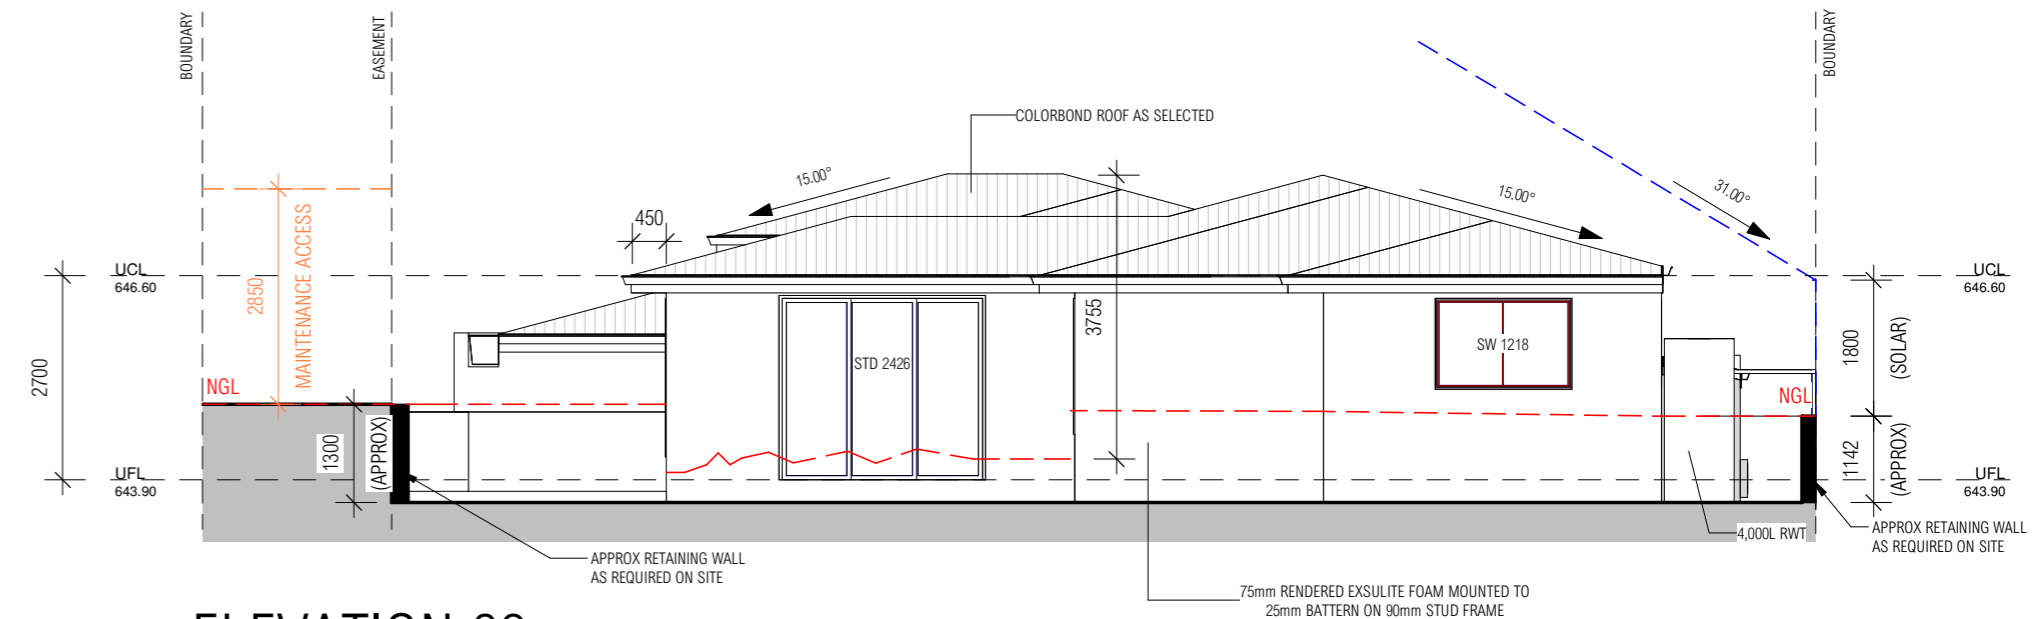 BOUNDARY
EASEMENT
BOUNDARY
COLORBOND ROOF AS SELECTED
15.00°
15.00°
31.00°
450
UCL
646.60
UCL
646.60
2850
MAINTENANCE ACCESS
2700
3755
1800
(SOLAR)
STD 2426
SW 1218
NGL
NGL
1300
(APPROX)
1142
(APPROX)
UFL
643.90
UFL
643.90
4,000L RWT
APPROX RETAINING WALL
AS REQUIRED ON SITE
APPROX RETAINING WALL
AS REQUIRED ON SITE
75mm RENDERED EXSULITE FOAM MOUNTED TO
25mm BATTERN ON 90mm STUD FRAME
ELEVATION